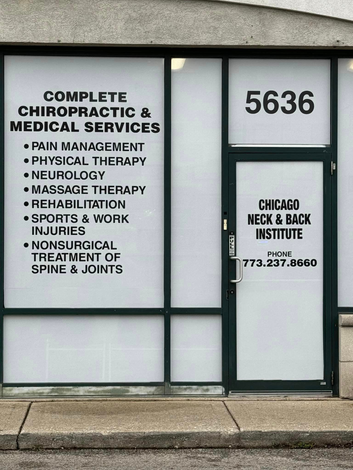 COMPLETE
CHIROPRACTIC &
MEDICAL SERVICES
• PAIN MANAGEMENT
• PHYSICAL THERAPY
• NEUROLOGY
• MASSAGE THERAPY
• REHABILITATION
• SPORTS & WORK
INJURIES
• NONSURGICAL
TREATMENT OF
SPINE & JOINTS
5636
CHICAGO
NECK & BACK
INSTITUTE
PHONE
773.237.8660